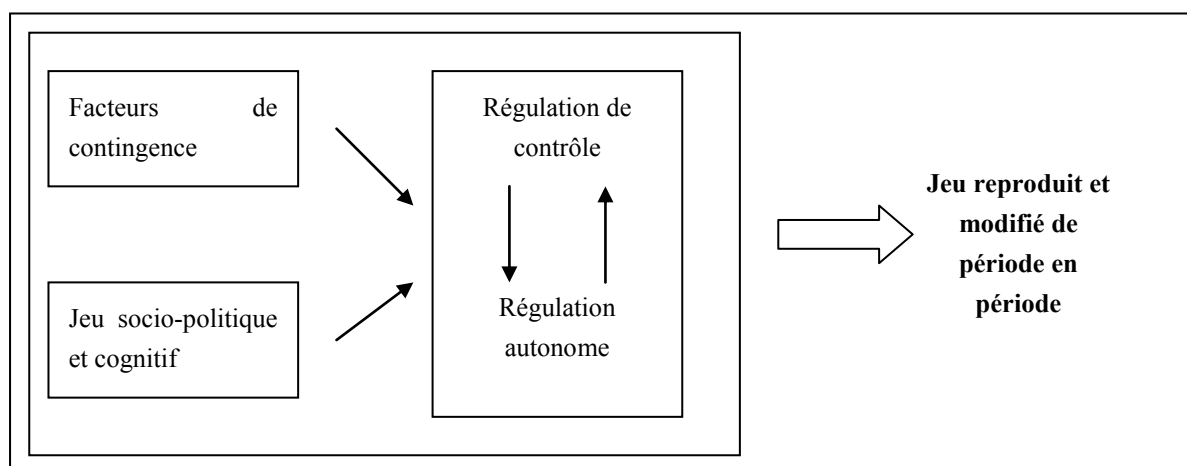 Facteurs de
contingence
Jeu socio-politique
et cognitif
Régulation de
contrôle
Régulation
autonome
Jeu reproduit et
modifié de
période en
période